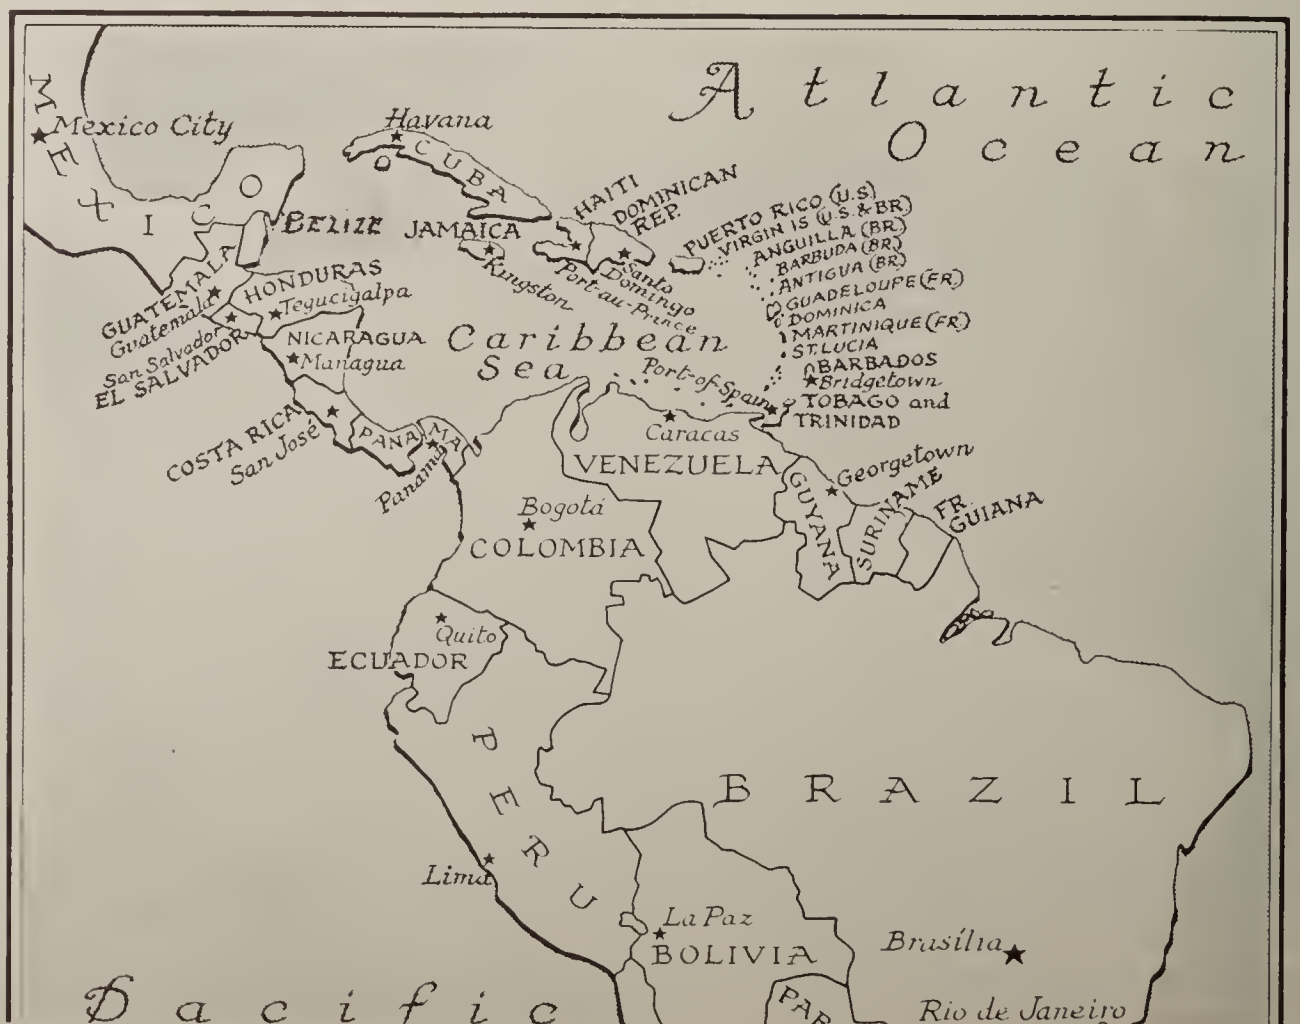 Atlantic
Ocean
MEXICO
Mexico City
Havana
CUBA
BELIZE
JAMAICA
Kingston
HAITI
Port-au-Prince
DOMINICAN
REP.
Santo
Domingo
PUERTO RICO (U.S)
VIRGIN IS (U.S. & BR.)
ANGUILLA (BR.)
BARBUDA (BR.)
ANTIGUA (BR.)
GUADELOUPE (FR.)
DOMINICA
MARTINIQUE (FR.)
ST. LUCIA
BARBADOS
Bridgetown
TOBAGO and
TRINIDAD
Port-of-Spain
GUATEMALA
Guatemala
HONDURAS
Tegucigalpa
San Salvador
EL SALVADOR
NICARAGUA
Managua
Caribbean
Sea
COSTA RICA
San José
PANAMA
Panamá
Caracas
VENEZUELA
Georgetown
GUYANA
SURINAME
FR.
GUIANA
Bogotá
COLOMBIA
Quito
ECUADOR
PERU
Lima
BRAZIL
La Paz
BOLIVIA
Brasília
PAR
Rio de Janeiro
Pacific